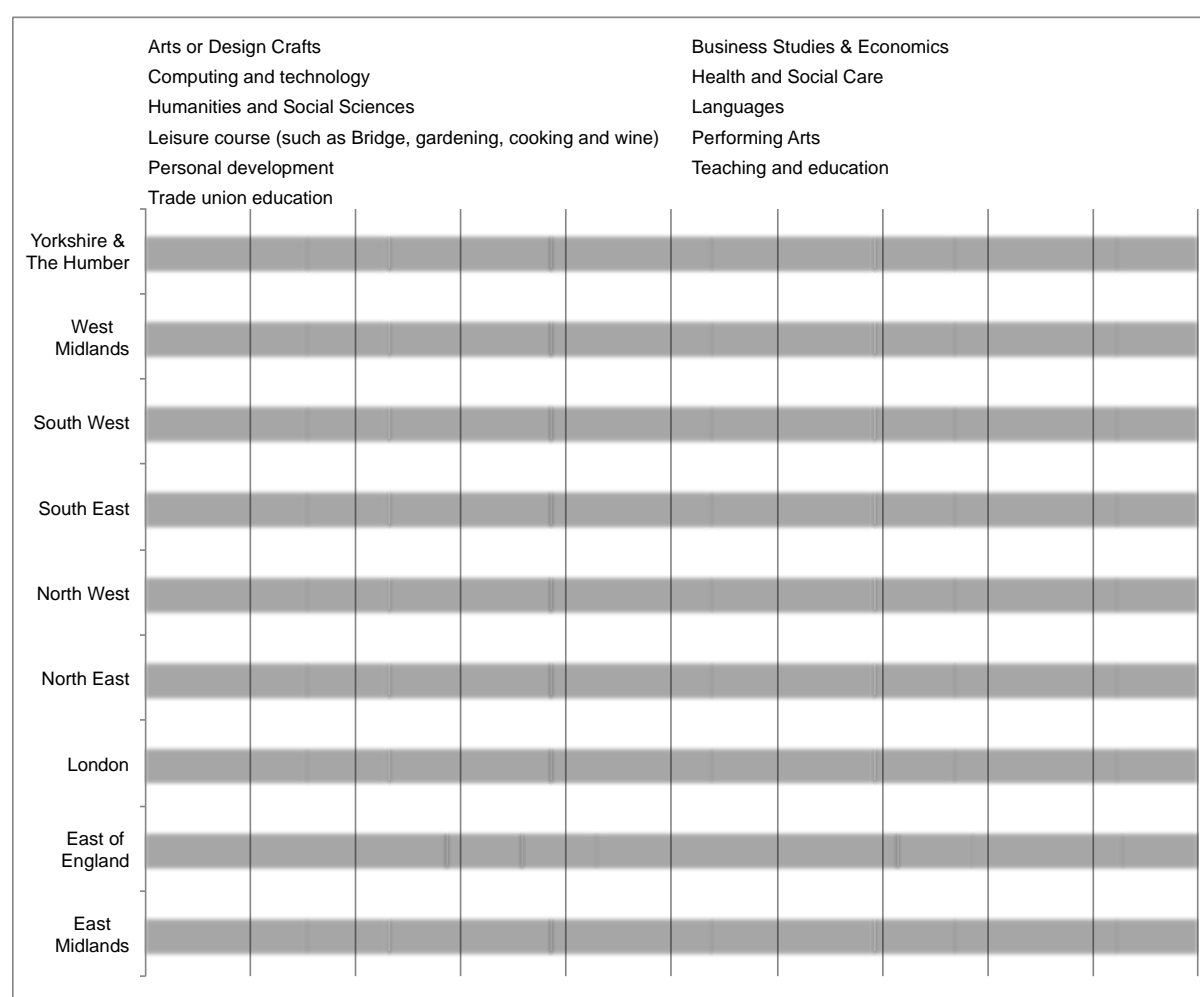 Arts or Design Crafts
Business Studies & Economics
Computing and technology
Health and Social Care
Humanities and Social Sciences
Languages
Leisure course (such as Bridge, gardening, cooking and wine)
Performing Arts
Personal development
Teaching and education
Trade union education
Yorkshire &
The Humber
West
Midlands
South West
South East
North West
North East
London
East of
England
East
Midlands